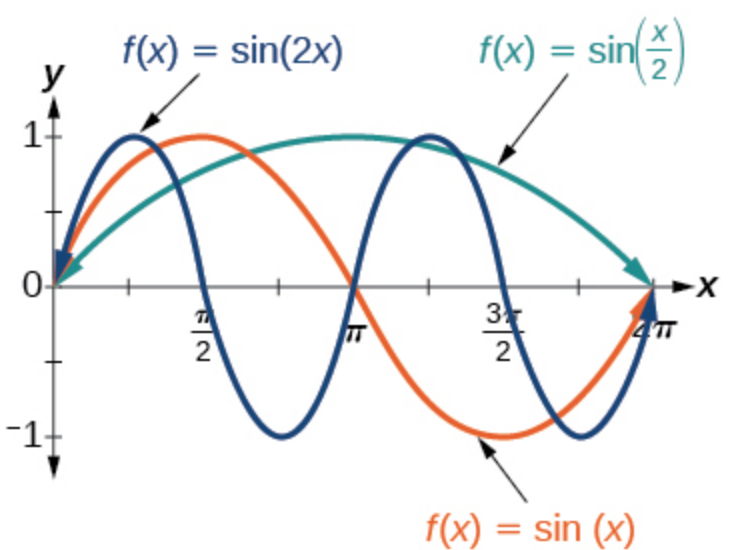 f(x) = sin(2x)
f(x) = sin(x/2)
y
1
0
x
π/2
π
3π/2
2π
−1
f(x) = sin (x)